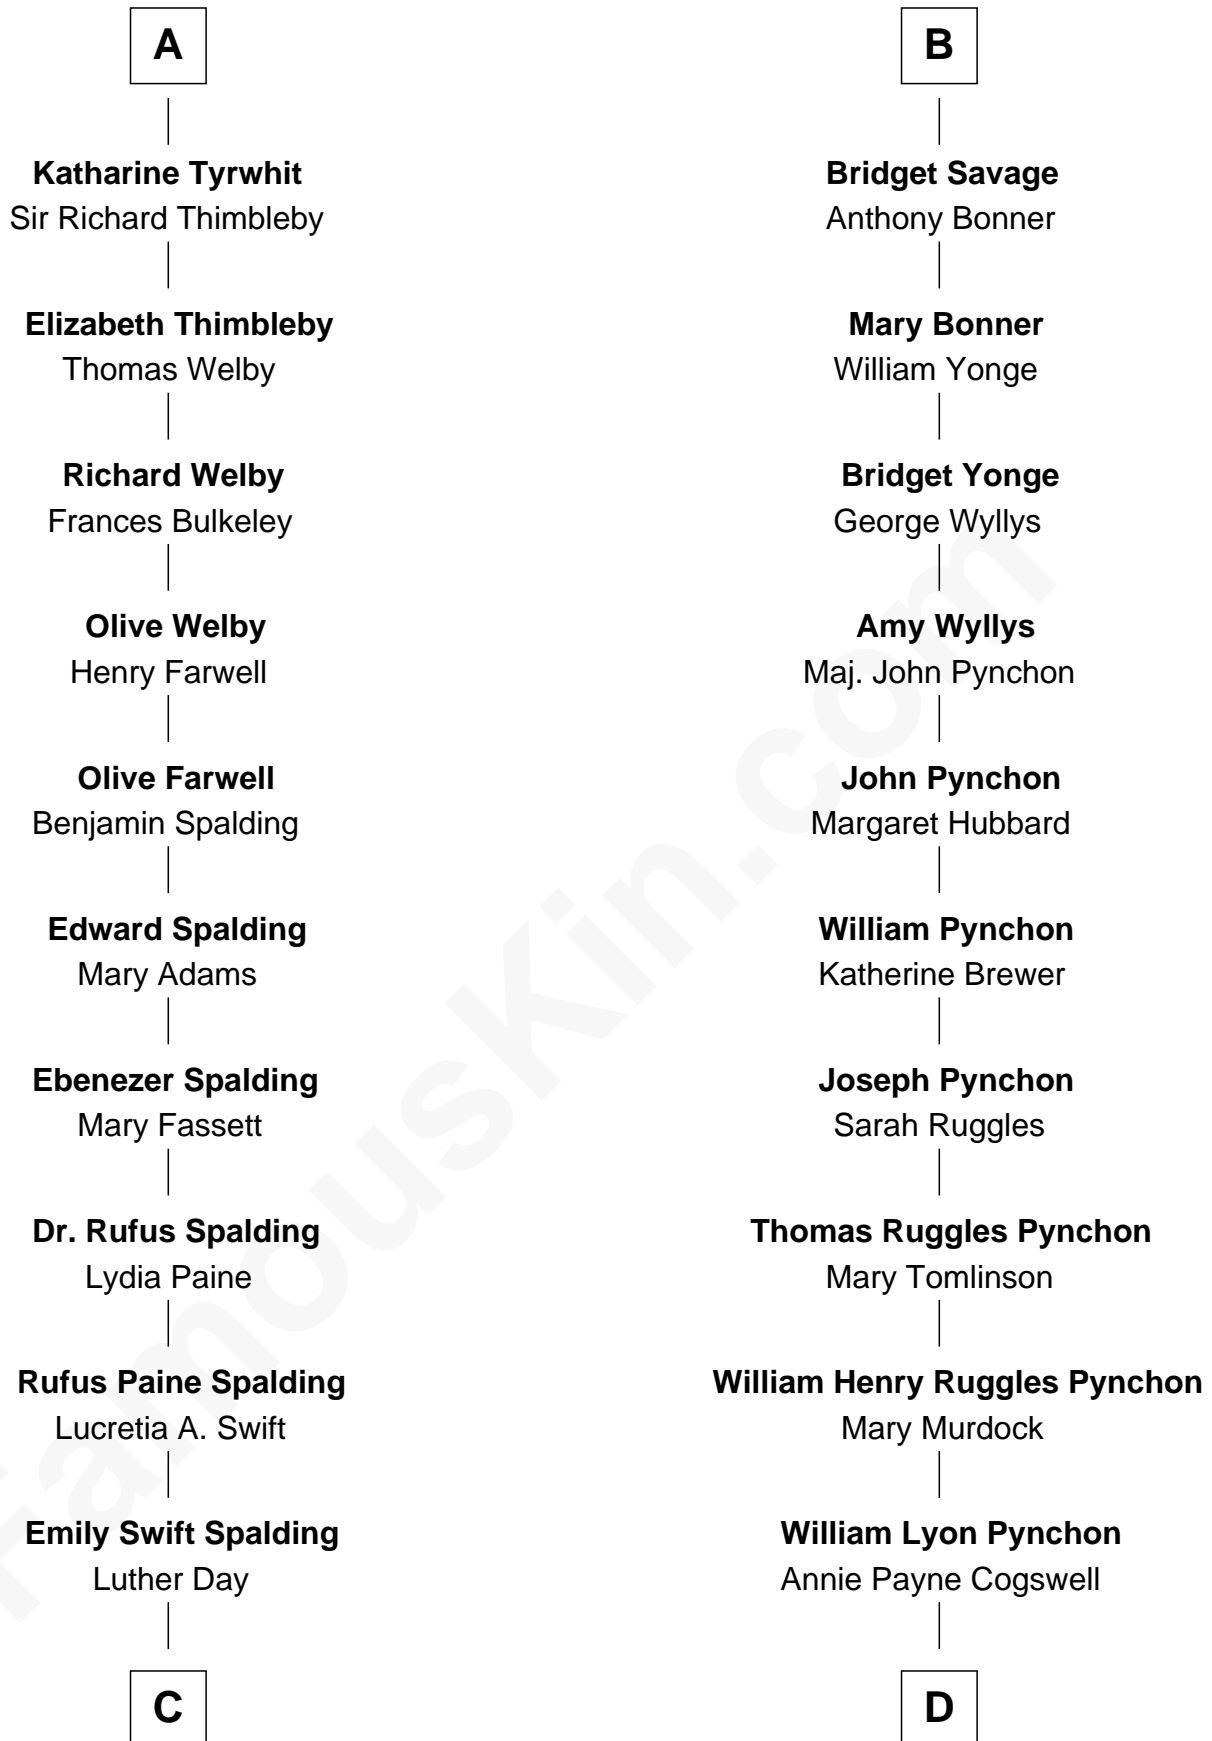 A
Katharine Tyrwhit
Sir Richard Thimbleby
Elizabeth Thimbleby
Thomas Welby
Richard Welby
Frances Bulkeley
Olive Welby
Henry Farwell
Olive Farwell
Benjamin Spalding
Edward Spalding
Mary Adams
Ebenezer Spalding
Mary Fassett
Dr. Rufus Spalding
Lydia Paine
Rufus Paine Spalding
Lucretia A. Swift
Emily Swift Spalding
Luther Day
C
B
Bridget Savage
Anthony Bonner
Mary Bonner
William Yonge
Bridget Yonge
George Wyllys
Amy Wyllys
Maj. John Pynchon
John Pynchon
Margaret Hubbard
William Pynchon
Katherine Brewer
Joseph Pynchon
Sarah Ruggles
Thomas Ruggles Pynchon
Mary Tomlinson
William Henry Ruggles Pynchon
Mary Murdock
William Lyon Pynchon
Annie Payne Cogswell
D
FamousKin.com